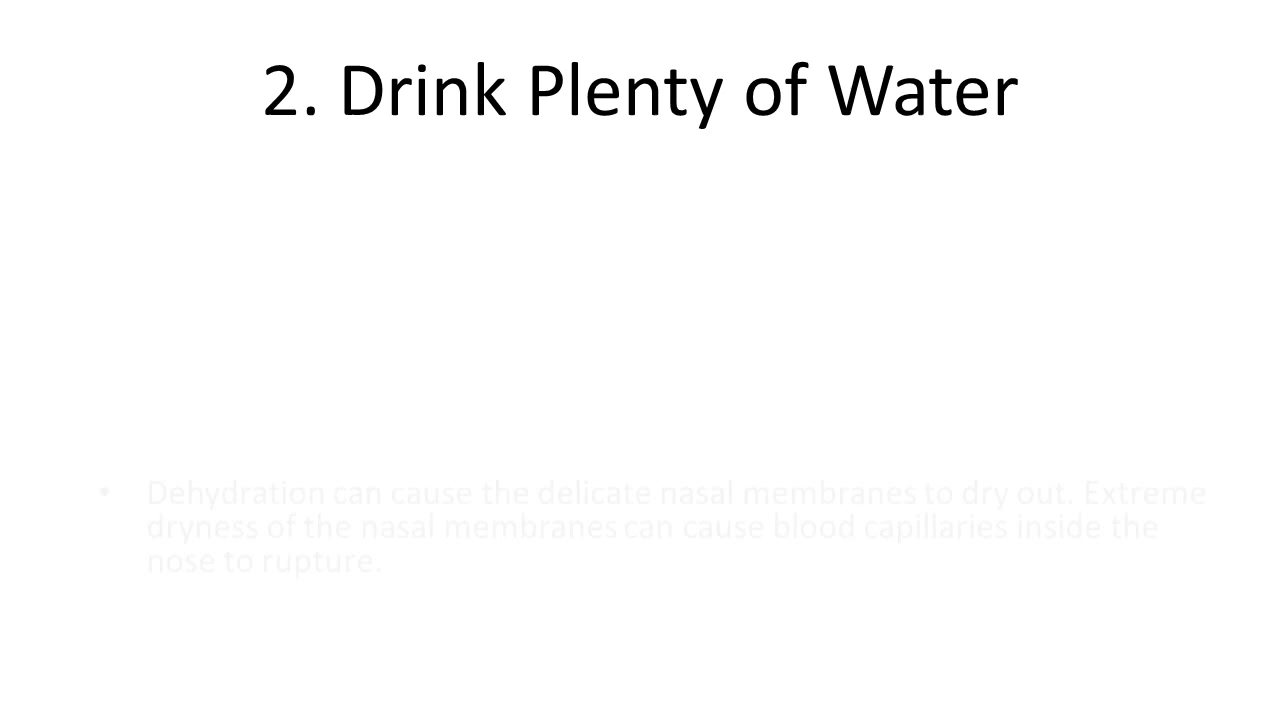 2. Drink Plenty of Water
• Dehydration can cause the delicate nasal membranes to dry out. Extreme
dryness of the nasal membranes can cause blood capillaries inside the
nose to rupture.